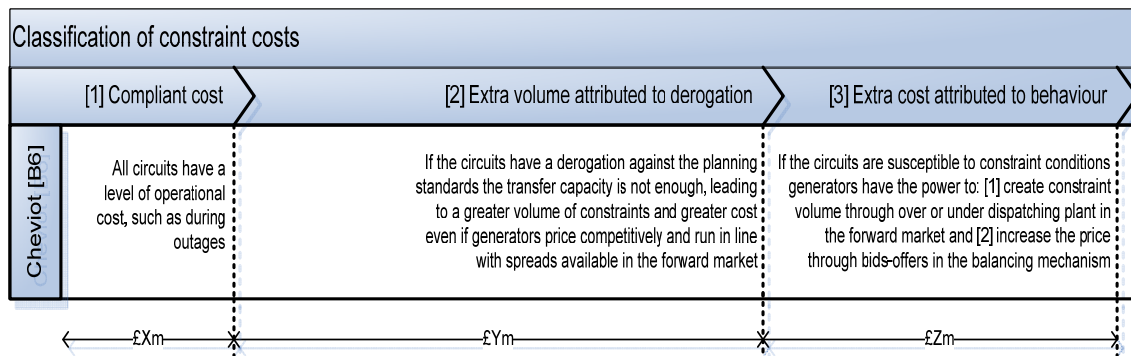 Classification of constraint costs
[1] Compliant cost
[2] Extra volume attributed to derogation
[3] Extra cost attributed to behaviour
Cheviot [B6]
All circuits have a
level of operational
cost, such as during
outages
If the circuits have a derogation against the planning
standards the transfer capacity is not enough, leading
to a greater volume of constraints and greater cost
even if generators price competitively and run in line
with spreads available in the forward market
If the circuits are susceptible to constraint conditions
generators have the power to: [1] create constraint
volume through over or under dispatching plant in
the forward market and [2] increase the price
through bids-offers in the balancing mechanism
£Xm
£Ym
£Zm